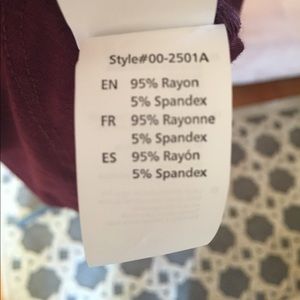 Style#00-2501A
EN 95% Rayon
5% Spandex
FR 95% Rayonne
5% Spandex
ES 95% Rayón
5% Spandex